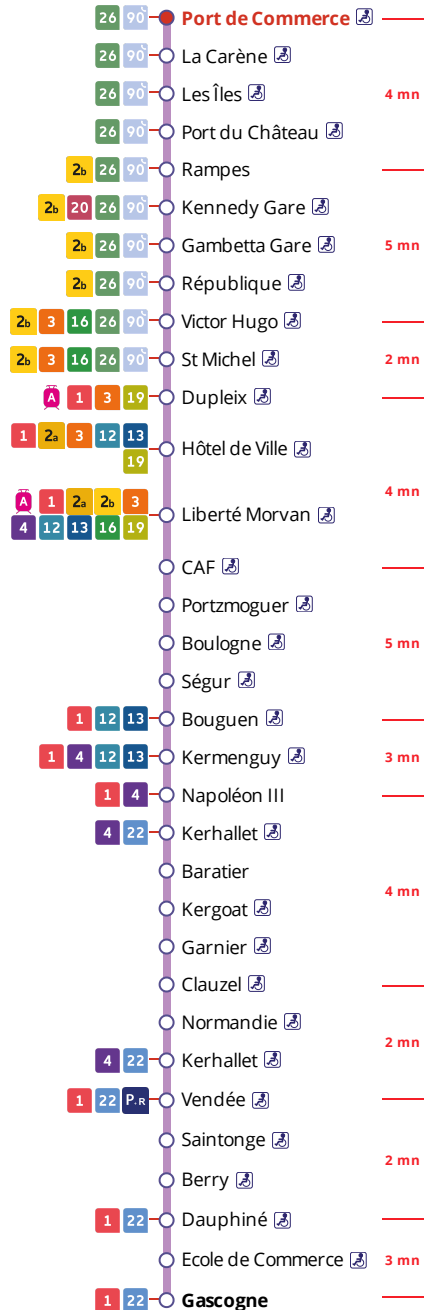 26 90 Port de Commerce
26 90 La Carène
26 90 Les Îles
4 mn
26 90 Port du Château
2b 26 90 Rampes
2b 20 26 90 Kennedy Gare
2b 26 90 Gambetta Gare
5 mn
2b 26 90 République
2b 3 16 26 90 Victor Hugo
2b 3 16 26 90 St Michel
2 mn
A 1 3 19 Dupleix
1 2a 3 12 13
19
Hôtel de Ville
4 mn
A 1 2a 2b 3
4 12 13 16 19
Liberté Morvan
CAF
Portzmoguer
Boulogne
5 mn
Ségur
1 12 13 Bouguen
1 4 12 13 Kermenguy
3 mn
1 4 Napoléon III
4 22 Kerhallet
Baratier
4 mn
Kergoat
Garnier
Clauzel
Normandie
2 mn
4 22 Kerhallet
1 22 P+R Vendée
Saintonge
2 mn
Berry
1 22 Dauphiné
Ecole de Commerce
3 mn
1 22 Gascogne